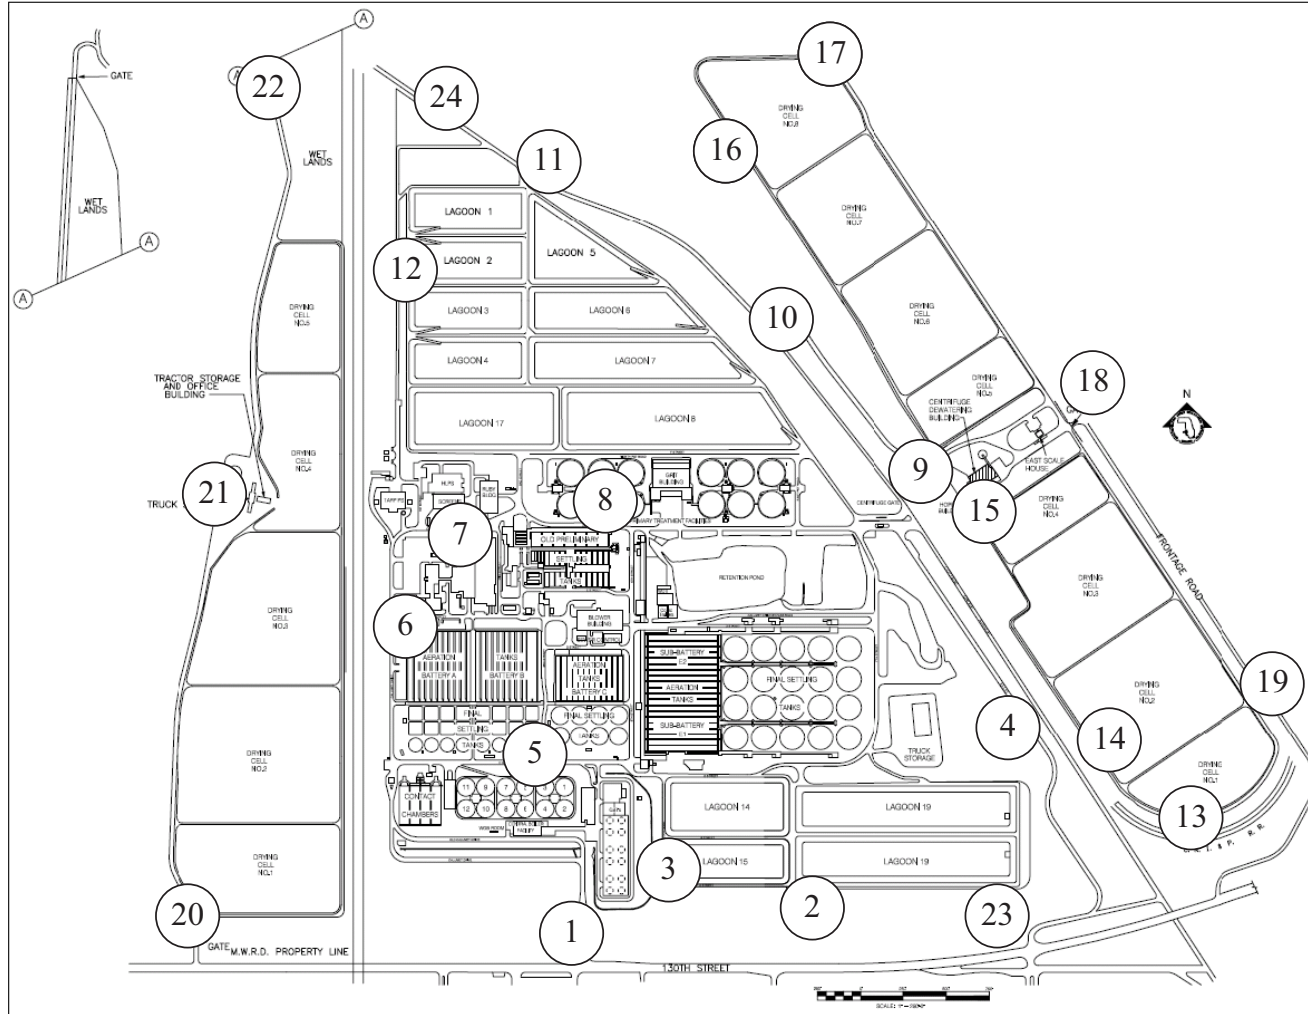 A
17
GATE
A
22
24
DRYING
CELL
NO.8
16
WET
LANDS
11
WET
LANDS
LAGOON 1
DRYING
CELL
NO.7
A
12
LAGOON 2
LAGOON 5
A
DRYING
CELL
NO.5
LAGOON 3
LAGOON 6
10
DRYING
CELL
NO.6
LAGOON 4
LAGOON 7
TRACTOR STORAGE
AND OFFICE
BUILDING
DRYING
CELL
NO.5
18
CENTRIFUGE
DEWATERING
BUILDING
N
LAGOON 17
LAGOON 8
DRYING
CELL
NO.4
EAST SCALE
HOUSE
9
21
TRUCK
HLPS
GRIT
BUILDING
8
15
DRYING
CELL
NO.4
CENTRIFUGE GATE
7
PRIMARY TREATMENT FACILITIES
OLD PRELIMINARY
SETTLING
TANKS
FRONTAGE ROAD
RETENTION POND
DRYING
CELL
NO.3
DRYING
CELL
NO.3
6
BLOWER
BUILDING
AERATION
TANKS
BATTERY A
TANKS
BATTERY B
AERATION
TANKS
BATTERY C
SUB-BATTERY
E2
AERATION
TANKS
SUB-BATTERY
E1
FINAL SETTLING
TANKS
DRYING
CELL
NO.2
19
FINAL
SETTLING
TANKS
FINAL SETTLING
TANKS
4
14
5
TRUCK
STORAGE
DRYING
CELL
NO.2
DRYING
CELL
NO.1
CONTACT
CHAMBERS
11 9 7 1
12 10 8 6 4 2
LAGOON 14
LAGOON 19
13
R. R.
DRYING
CELL
NO.1
3
LAGOON 15
LAGOON 19
20
1
2
23
GATE
M.W.R.D. PROPERTY LINE
130TH STREET